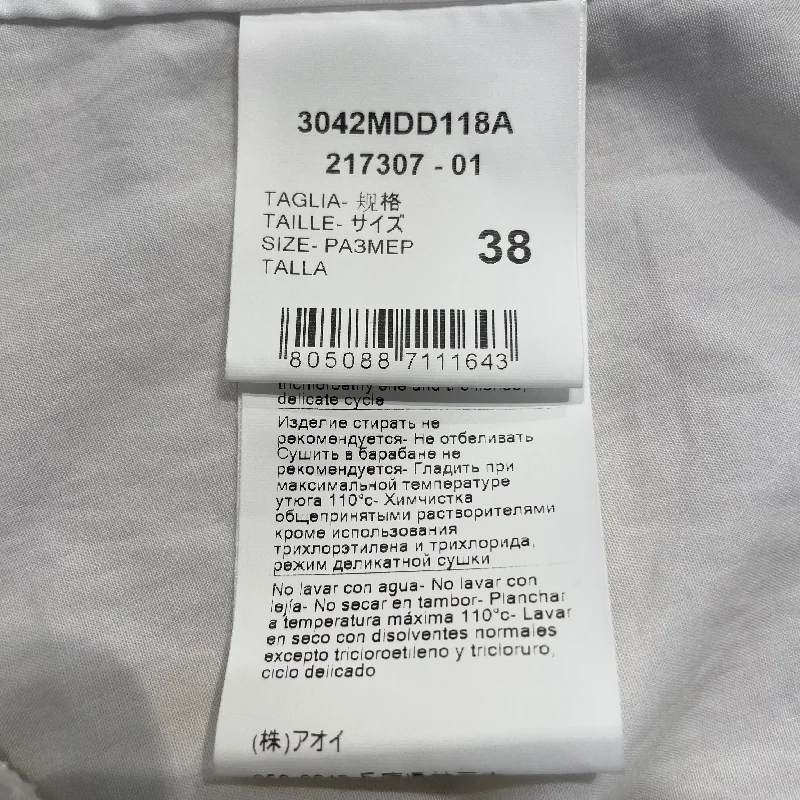 3042MDD118A
217307 - 01
TAGLIA- 规格
TAILLE- サイズ
SIZE- РАЗМЕР
TALLA
38
805088 7111643
delicate cycle
Изделие стирать не
рекомендуется- Не отбеливать
Сушить в барабане не
рекомендуется- Гладить при
максимальной температуре
утюга 110°c- Химчистка
общепринятыми растворителями
кроме использования
трихлорэтилена и трихлорида,
режим деликатной сушки
No lavar con agua- No lavar con
lejía- No secar en tambor- Planchar
a temperatura máxima 110°c- Lavar
en seco con disolventes normales
excepto tricloroetileno y tricloruro,
ciclo delicado
(株)アオイ